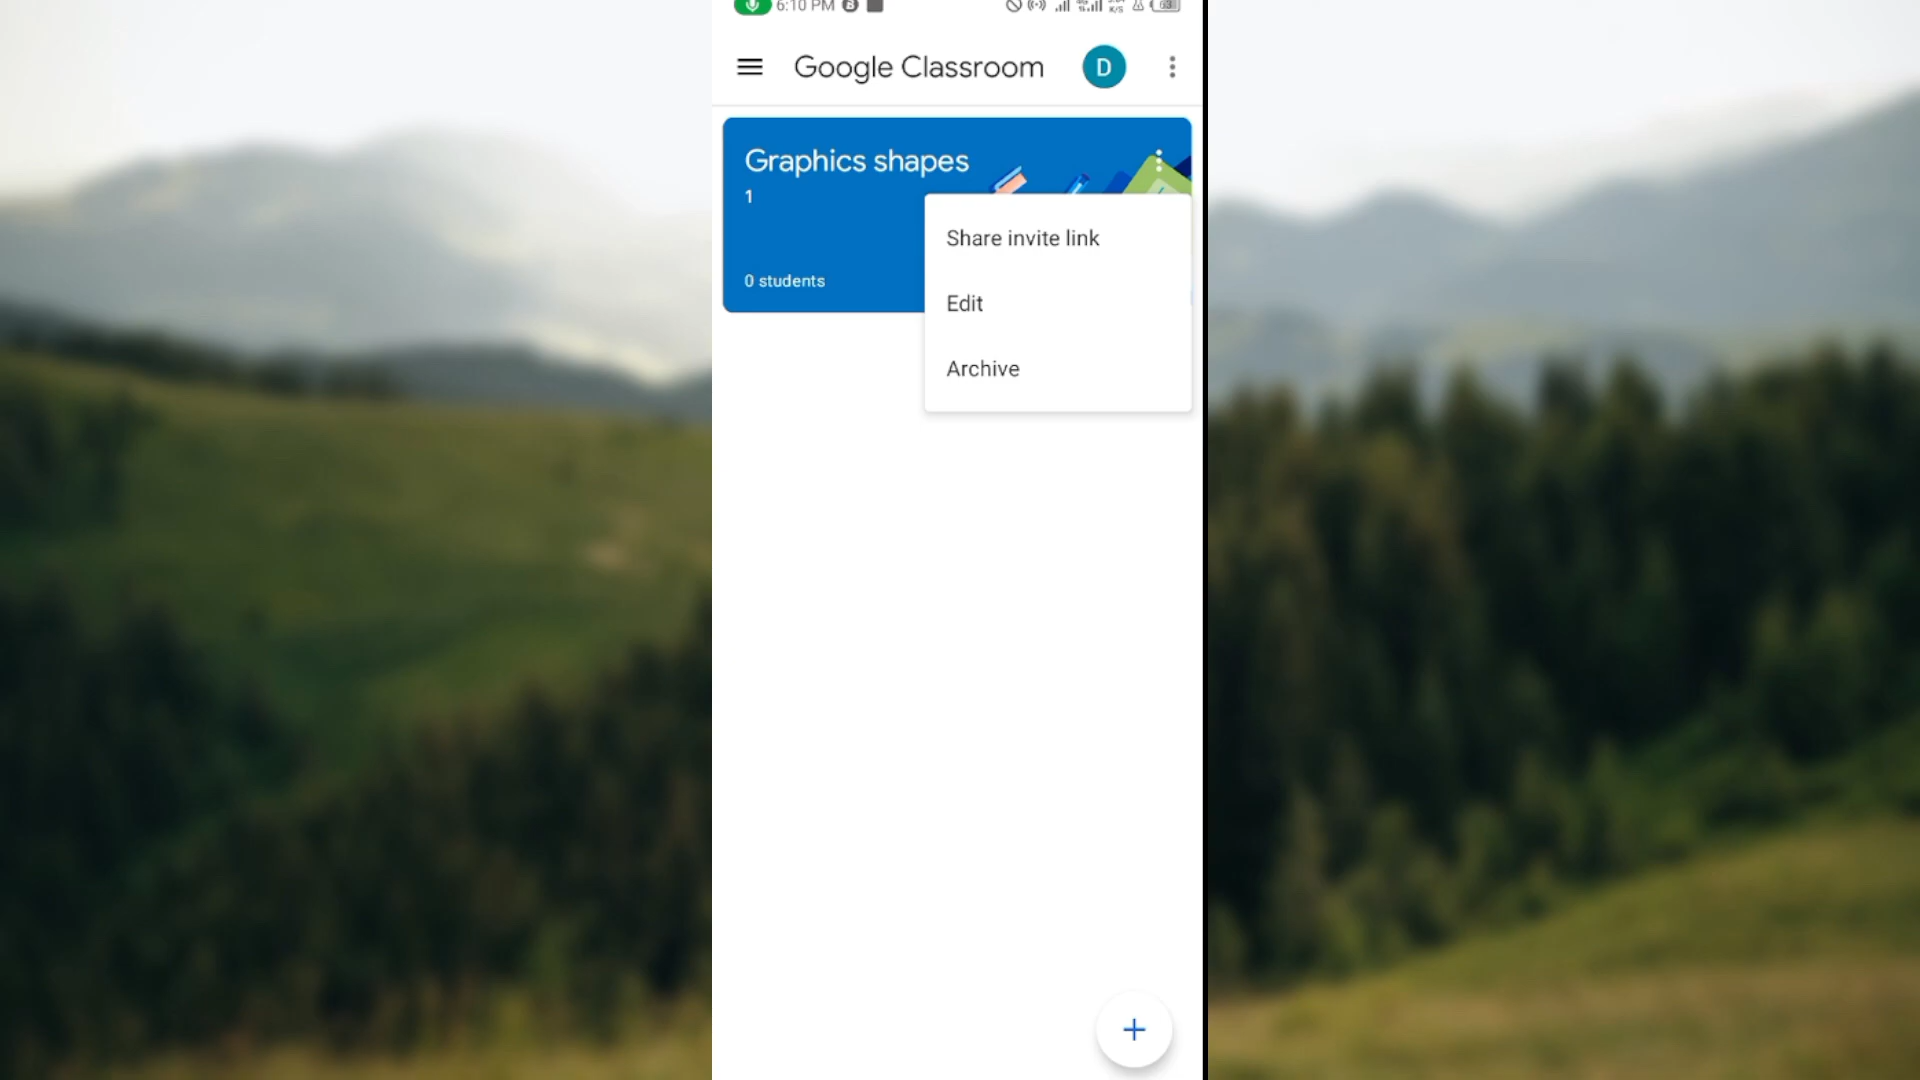 6:10 PM
Google Classroom
D
Graphics shapes
1
0 students
Share invite link
Edit
Archive